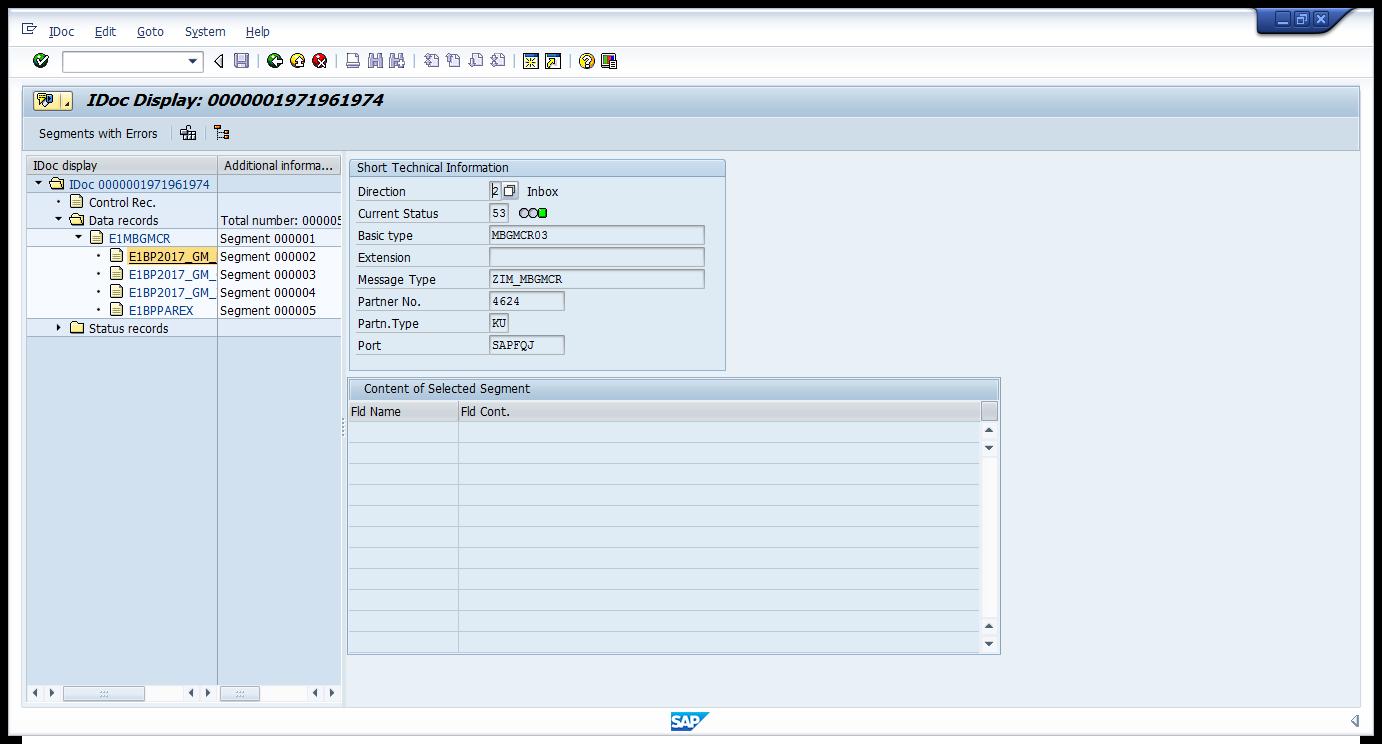 IDoc Edit Goto System Help
IDoc Display: 0000001971961974
Segments with Errors
IDoc display Additional informa...
IDoc 0000001971961974
Control Rec.
Data records Total number: 000005
E1MBGMCR Segment 000001
E1BP2017_GM_ Segment 000002
E1BP2017_GM_ Segment 000003
E1BP2017_GM_ Segment 000004
E1BPPAREX Segment 000005
Status records
Short Technical Information
Direction 2 Inbox
Current Status 53
Basic type MBGMCR03
Extension
Message Type ZIM_MBGMCR
Partner No. 4624
Partn.Type KU
Port SAPFQJ
Content of Selected Segment
Fld Name Fld Cont.
SAP